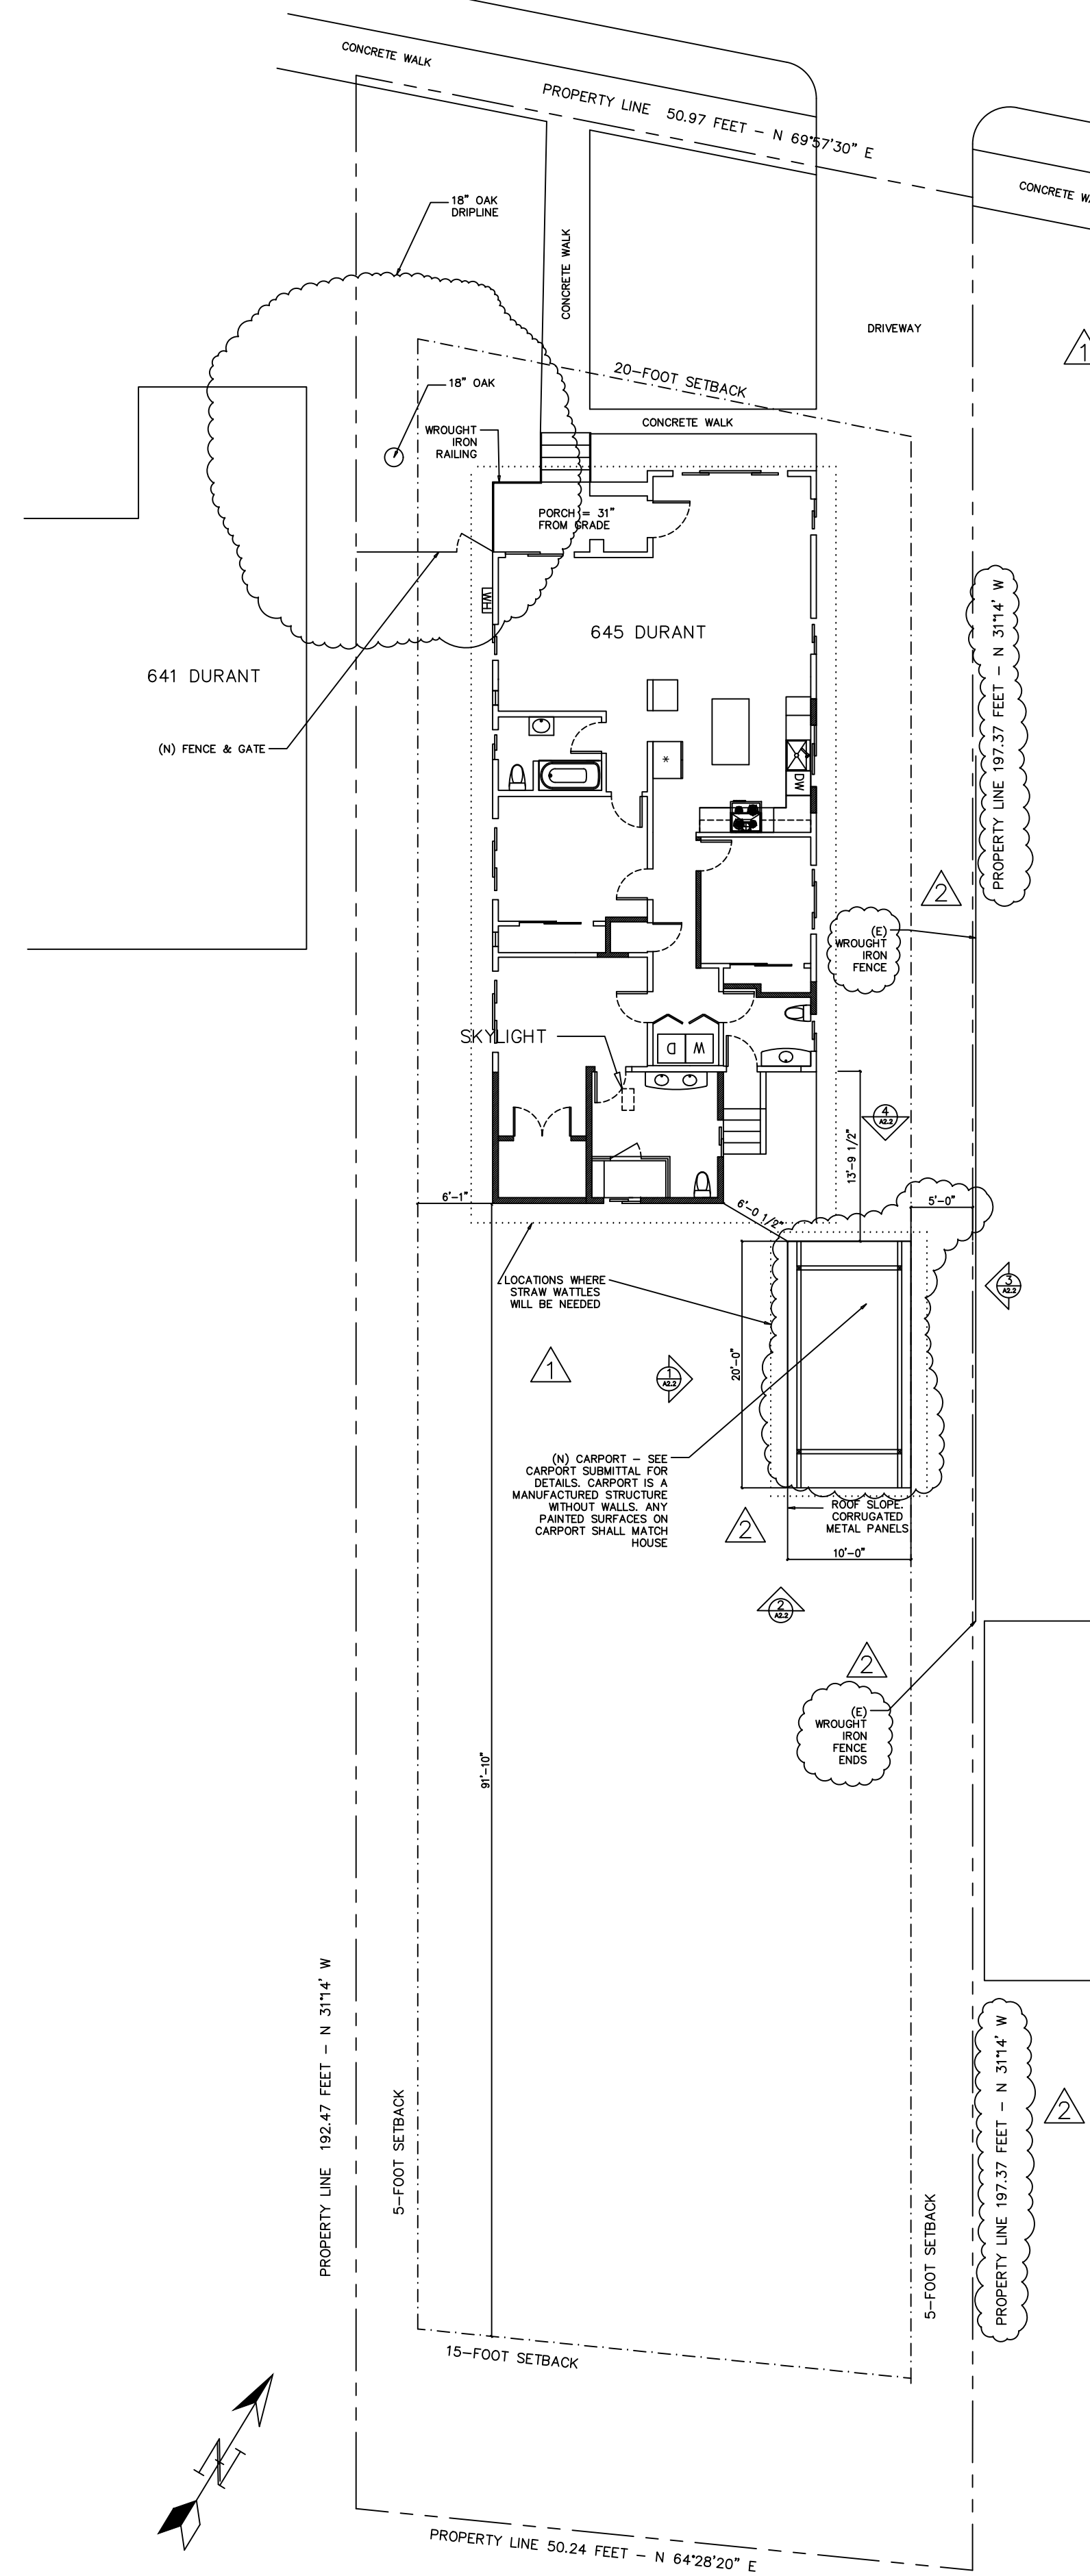 CONCRETE WALK
PROPERTY LINE 50.97 FEET - N 69°57'30" E
CONCRETE
18" OAK
DRIPLINE
CONCRETE WALK
DRIVEWAY
1
20-FOOT SETBACK
18" OAK
CONCRETE WALK
WROUGHT
IRON
RAILING
PORCH = 31"
FROM GRADE
WH
645 DURANT
641 DURANT
PROPERTY LINE 197.37 FEET - N 31°14' W
(N) FENCE & GATE
*
DW
2
(E)
WROUGHT
IRON
FENCE
SKYLIGHT
D W
4
A2.2
13'-9 1/2"
6'-1"
6'-0 1/2"
5'-0"
LOCATIONS WHERE
STRAW WATTLES
WILL BE NEEDED
3
A2.2
1
1
A2.2
20'-0"
(N) CARPORT - SEE
CARPORT SUBMITTAL FOR
DETAILS. CARPORT IS A
MANUFACTURED STRUCTURE
WITHOUT WALLS. ANY
PAINTED SURFACES ON
CARPORT SHALL MATCH
HOUSE
2
ROOF SLOPE.
CORRUGATED
METAL PANELS
10'-0"
2
A2.2
2
(E)
WROUGHT
IRON
FENCE
ENDS
91'-10"
PROPERTY LINE 192.47 FEET - N 31°14' W
5-FOOT SETBACK
5-FOOT SETBACK
PROPERTY LINE 197.37 FEET - N 31°14' W
2
15-FOOT SETBACK
N
PROPERTY LINE 50.24 FEET - N 64°28'20" E